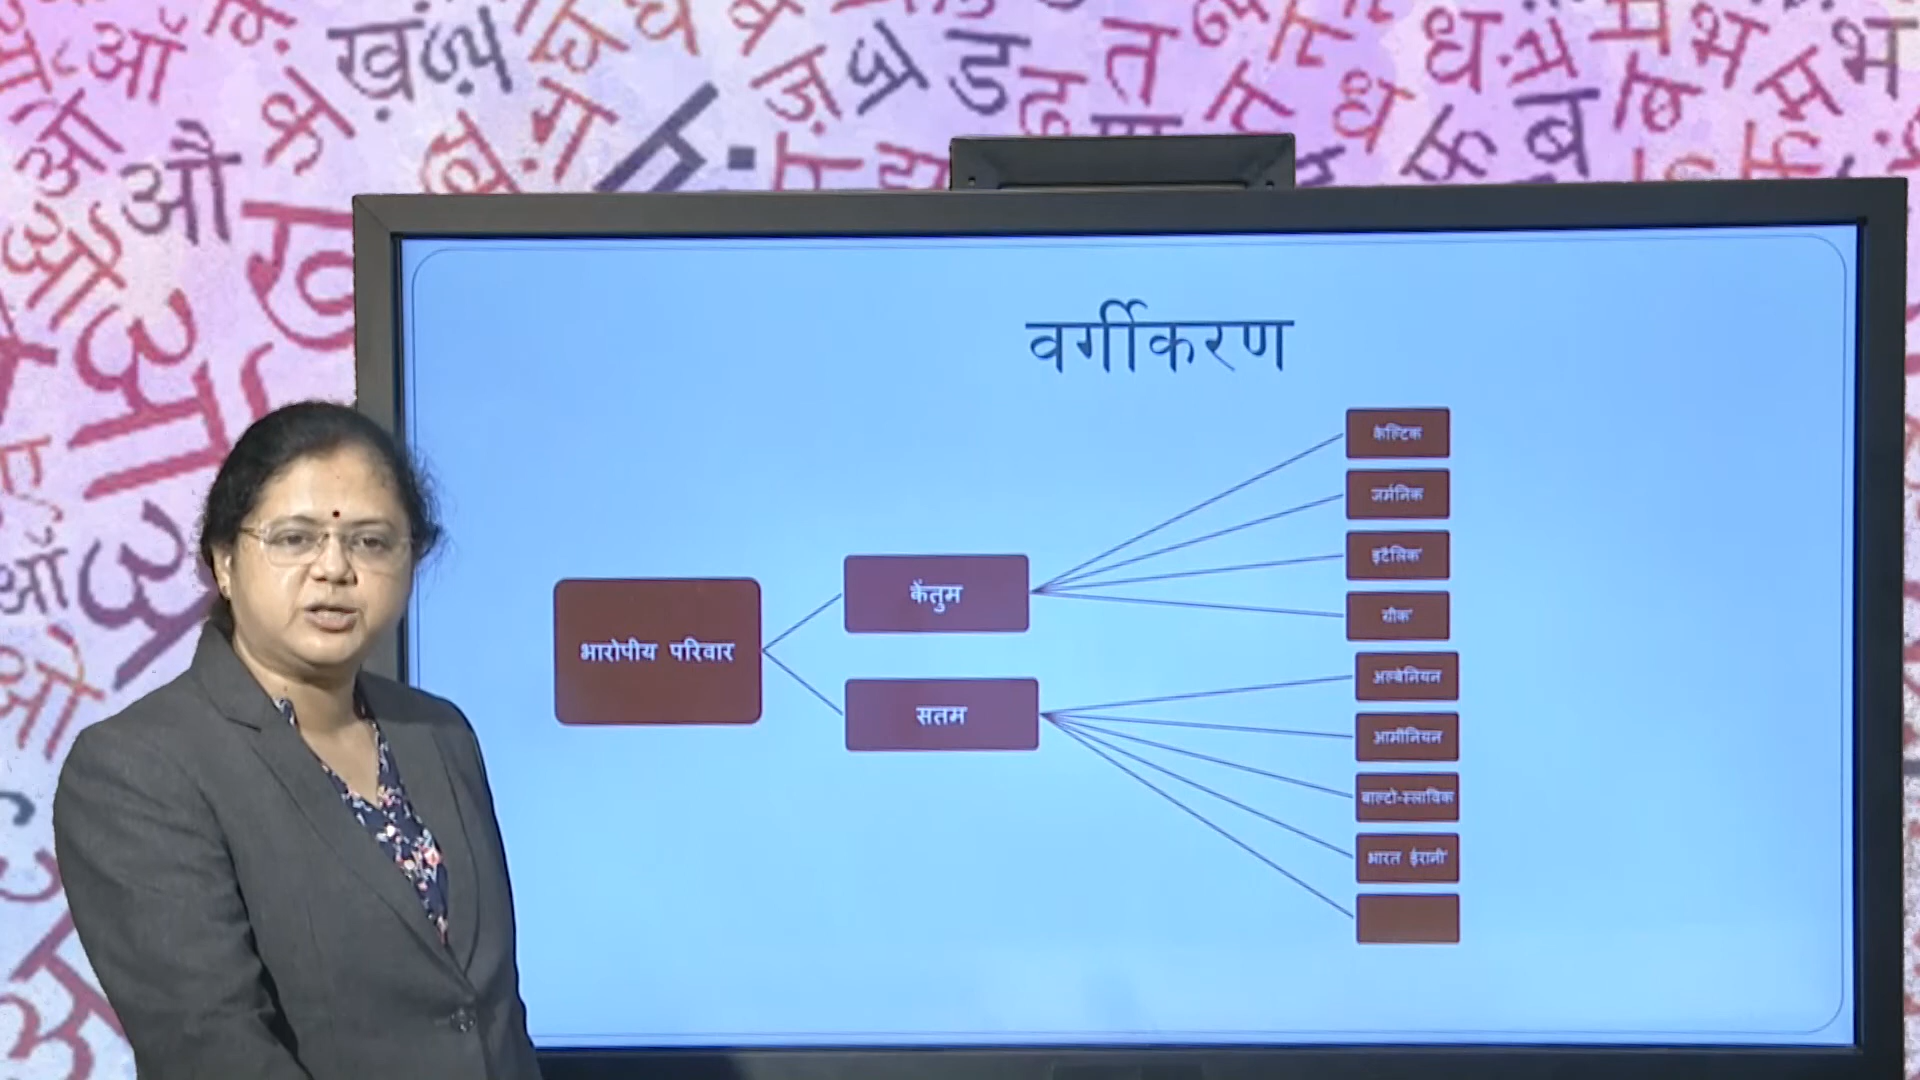 वर्गीकरण
भारोपीय परिवार
केंतुम
सतम
केल्टिक
जर्मनिक
इटैलिक
ग्रीक
अल्बेनियन
आर्मीनियन
बाल्टो-स्लाविक
भारत ईरानी